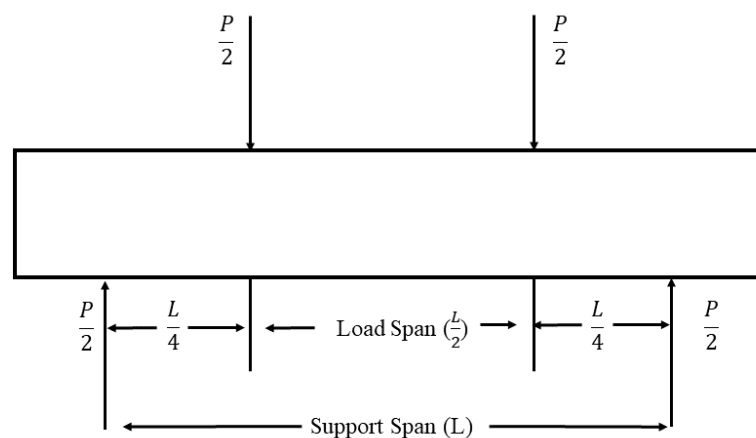 P/2 P/2
P/2 L/4 Load Span (L/2) L/4 P/2
Support Span (L)